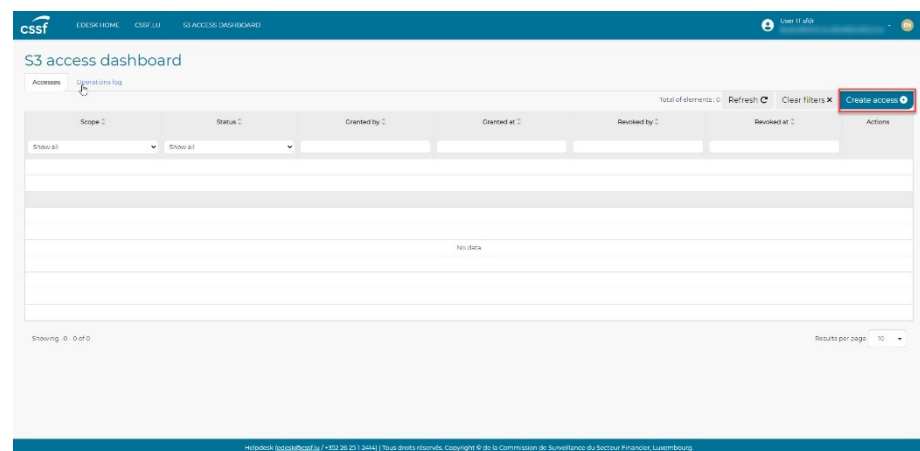 cssf EDESK HOME CSSF.LU S3 ACCESS DASHBOARD User 11 afdr EN
S3 access dashboard
Accesses Operations log
Total of elements : 0 Refresh Clear filters Create access
Scope Status Granted by Granted at Revoked by Revoked at Actions
Show all Show all
No data
Showing 0 - 0 of 0 Results per page 10
Helpdesk (edesk@cssf.lu / +352 26 25 1 2414) | Tous droits réservés. Copyright © de la Commission de Surveillance du Secteur Financier, Luxembourg.